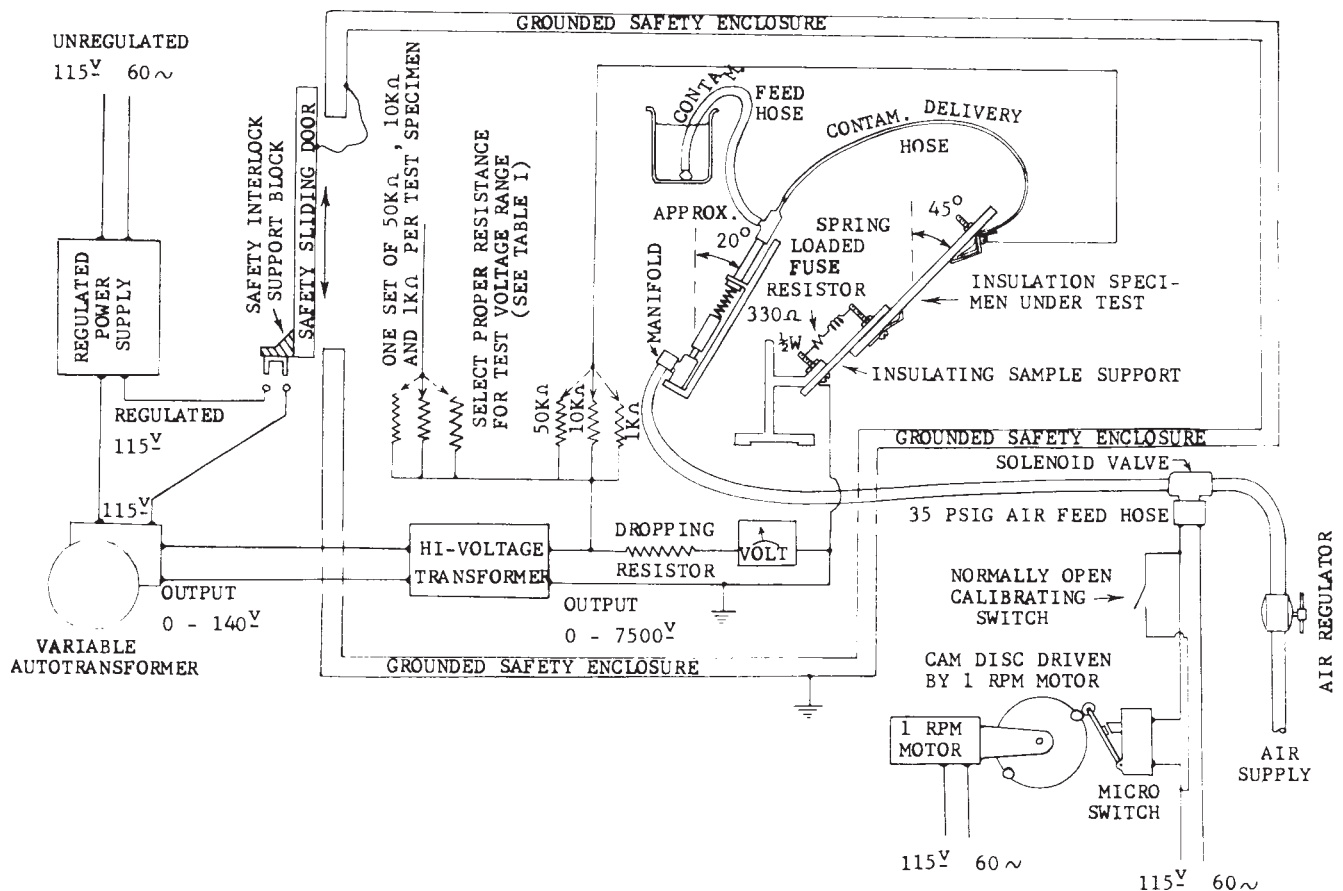 GROUNDED SAFETY ENCLOSURE
UNREGULATED
115V 60~
SAFETY INTERLOCK
SUPPORT BLOCK
SAFETY SLIDING DOOR
ONE SET OF 50KΩ, 10KΩ
AND 1KΩ PER TEST SPECIMEN
SELECT PROPER RESISTANCE
FOR TEST VOLTAGE RANGE
(SEE TABLE 1)
CONTAM.
FEED
HOSE
CONTAM. DELIVERY
HOSE
APPROX.
20°
45°
SPRING
LOADED
FUSE
RESISTOR
330Ω
½W
MANIFOLD
INSULATION SPECI-
MEN UNDER TEST
INSULATING SAMPLE SUPPORT
REGULATED
POWER
SUPPLY
REGULATED
115V
50KΩ
10KΩ
1KΩ
GROUNDED SAFETY ENCLOSURE
SOLENOID VALVE
115V
35 PSIG AIR FEED HOSE
HI-VOLTAGE
TRANSFORMER
DROPPING
RESISTOR
VOLT
OUTPUT
0 - 140V
OUTPUT
0 - 7500V
NORMALLY OPEN
CALIBRATING
SWITCH
AIR REGULATOR
VARIABLE
AUTOTRANSFORMER
GROUNDED SAFETY ENCLOSURE
CAM DISC DRIVEN
BY 1 RPM MOTOR
1 RPM
MOTOR
MICRO
SWITCH
AIR
SUPPLY
115V 60~
115V 60~